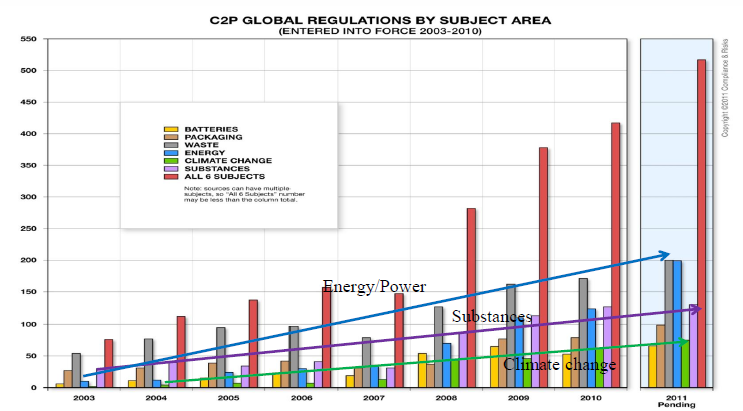 C2P GLOBAL REGULATIONS BY SUBJECT AREA
(ENTERED INTO FORCE 2003-2010)
550
500
450
400
350
300
250
200
150
100
50
0
BATTERIES
PACKAGING
WASTE
ENERGY
CLIMATE CHANGE
SUBSTANCES
ALL 6 SUBJECTS
Note: sources can have multiple
subjects, so "All 6 Subjects" number
may be less than the column total.
Energy/Power
Substances
Climate change
2003
2004
2005
2006
2007
2008
2009
2010
2011
Pending
Copyright ©2011 Compliance & Risks